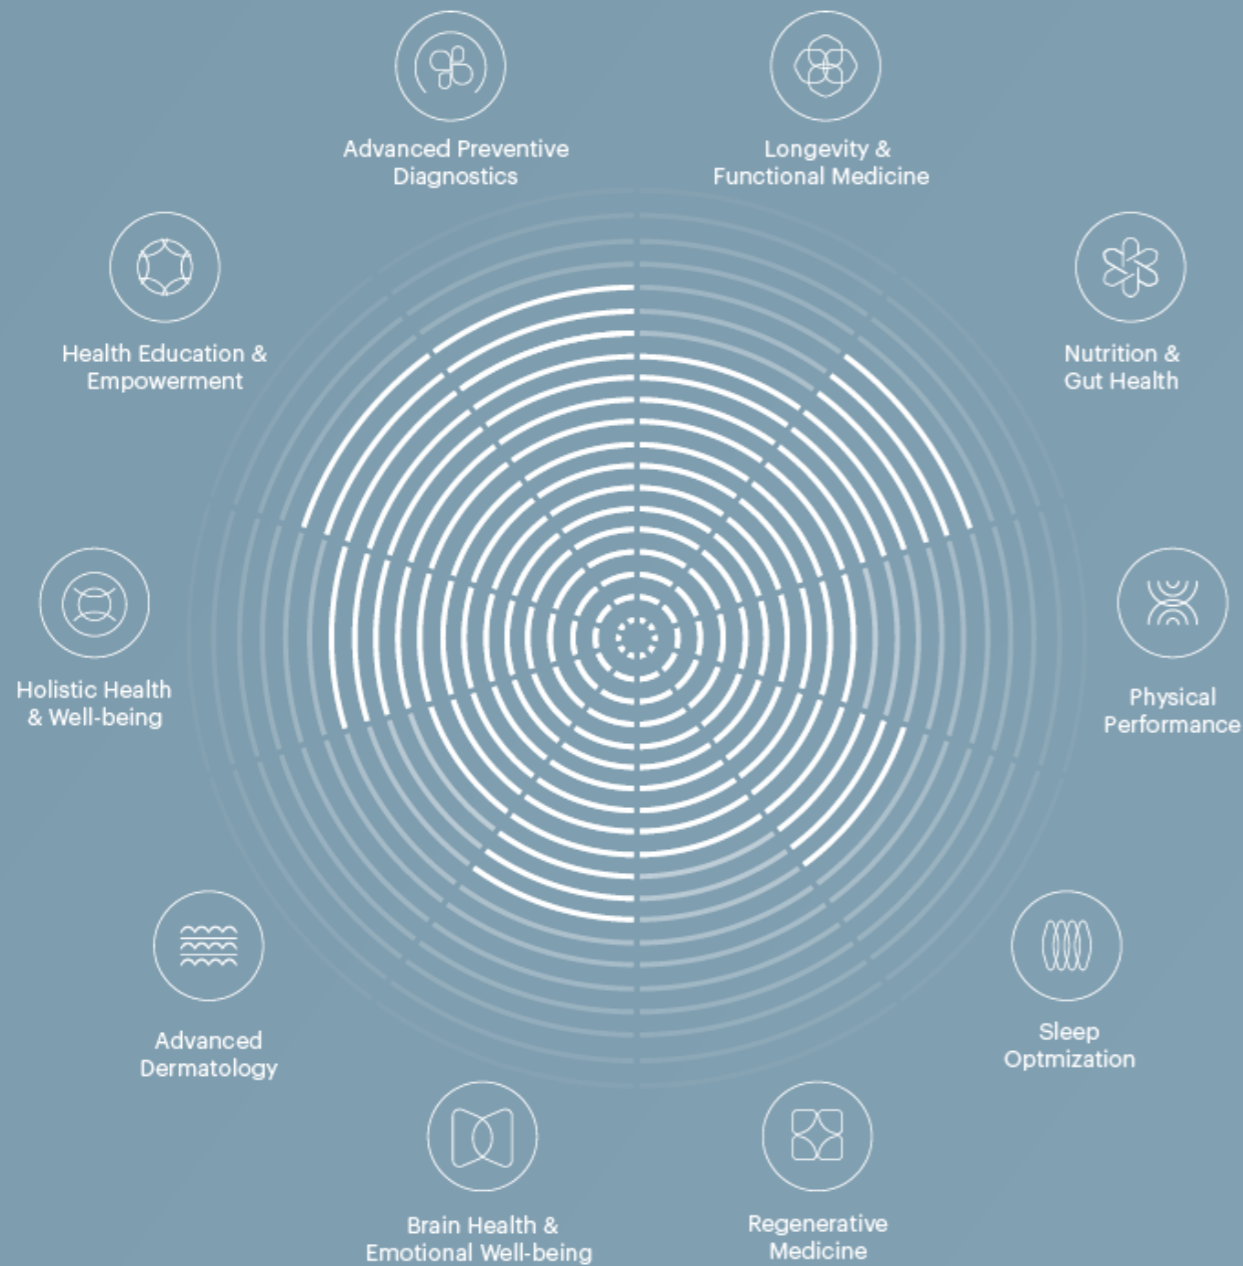 Advanced Preventive
Diagnostics
Longevity &
Functional Medicine
Health Education &
Empowerment
Nutrition &
Gut Health
Holistic Health
& Well-being
Physical
Performance
Advanced
Dermatology
Sleep
Optmization
Brain Health &
Emotional Well-being
Regenerative
Medicine